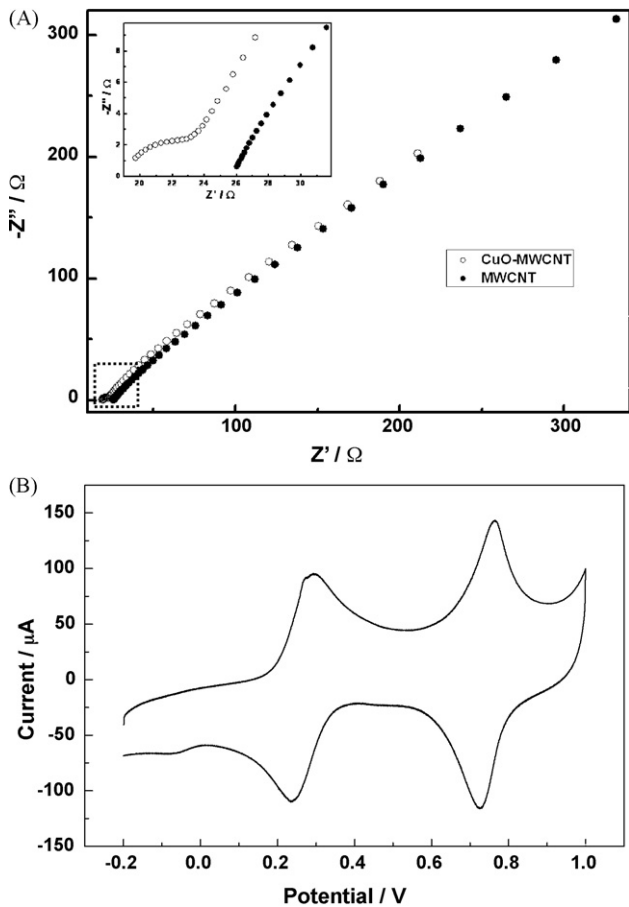 (A)
300
200
100
0
-Z'' / Ω
8
6
4
2
0
-Z'' / Ω
20 22 24 26 28 30
Z' / Ω
CuO-MWCNT
MWCNT
100 200 300
Z' / Ω
(B)
150
100
50
0
-50
-100
-150
Current / μA
-0.2 0.0 0.2 0.4 0.6 0.8 1.0
Potential / V